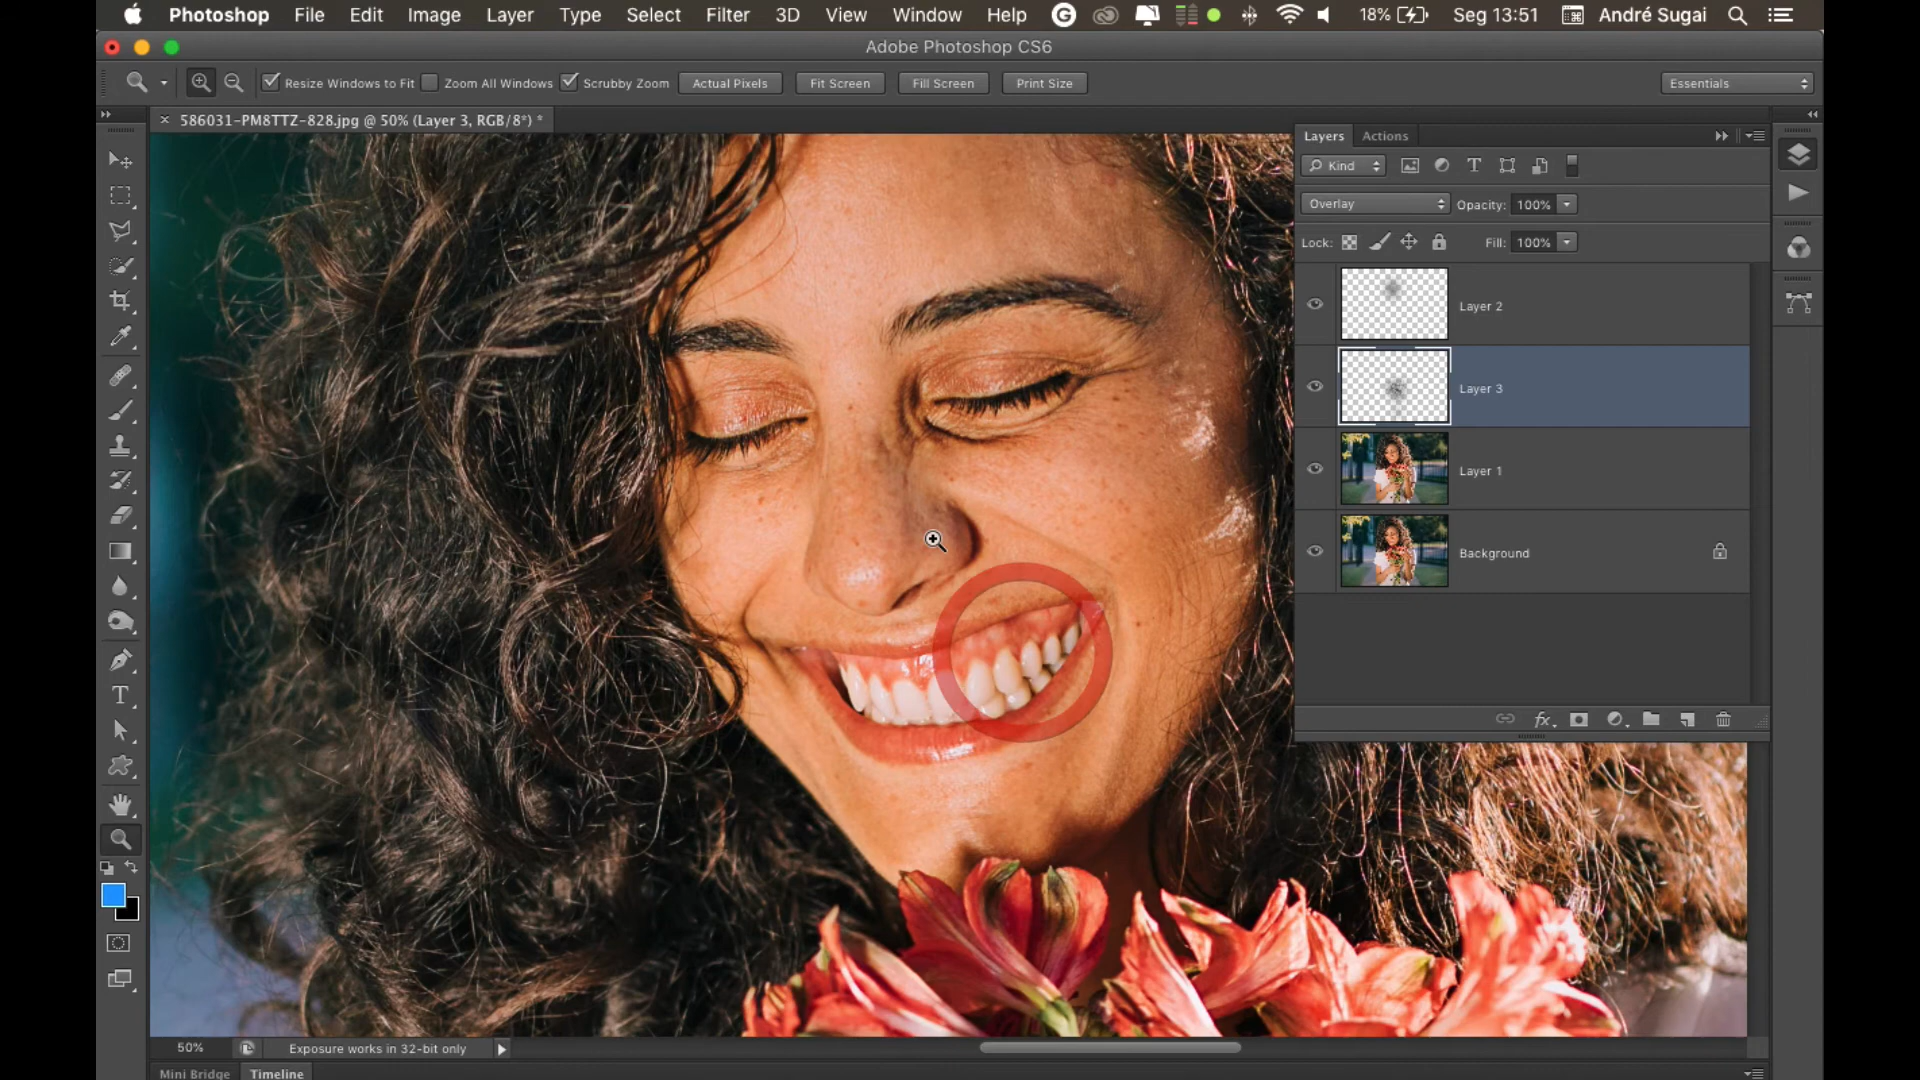 Photoshop File Edit Image Layer Type Select Filter 3D View Window Help 18% Seg 13:51 André Sugai
Adobe Photoshop CS6
Resize Windows to Fit Zoom All Windows Scrubby Zoom Actual Pixels Fit Screen Fill Screen Print Size Essentials
586031-PM8TTZ-828.jpg @ 50% (Layer 3, RGB/8*) *
Layers Actions
Kind
Overlay Opacity: 100%
Lock: Fill: 100%
Layer 2
Layer 3
Layer 1
Background
50% Exposure works in 32-bit only
Mini Bridge Timeline